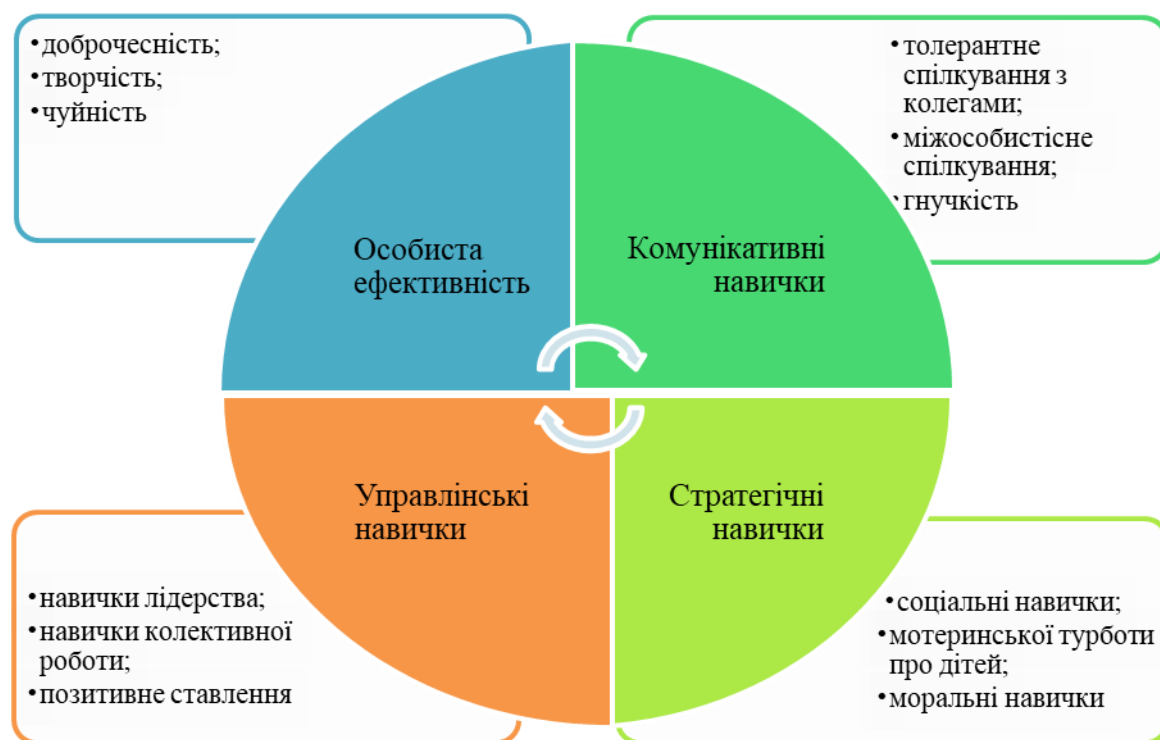 •доброчесність;
•творчість;
•чуйність
•толерантне
спілкування з
колегами;
•міжособистісне
спілкування;
•гнучкість
Особиста
ефективність
Комунікативні
навички
Управлінські
навички
Стратегічні
навички
•навички лідерства;
•навички колективної
роботи;
•позитивне ставлення
•соціальні навички;
•мотеринської турботи
про дітей;
•моральні навички